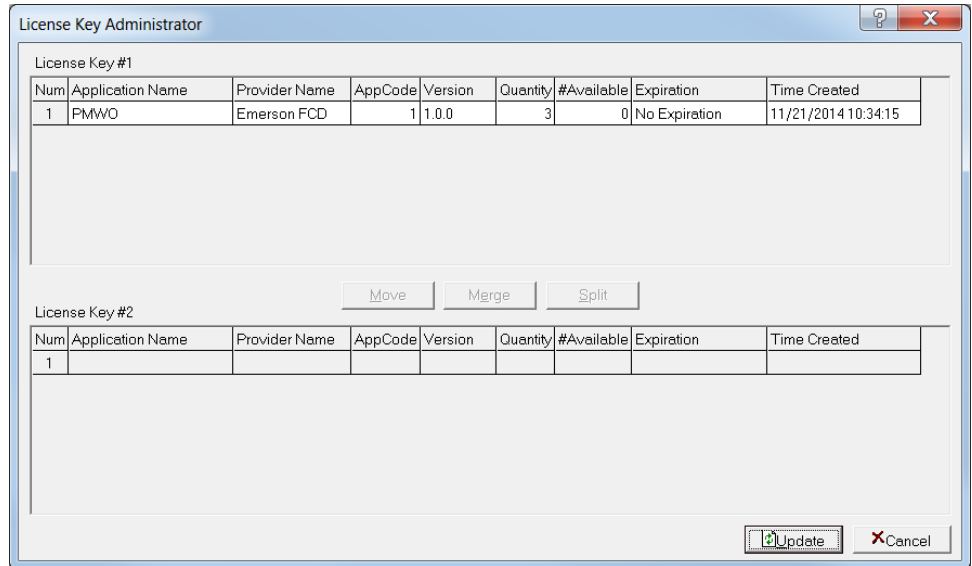 License Key Administrator
License Key #1
Num Application Name Provider Name AppCode Version Quantity #Available Expiration Time Created
1 PMWO Emerson FCD 1 1.0.0 3 0 No Expiration 11/21/2014 10:34:15
Move Merge Split
License Key #2
Num Application Name Provider Name AppCode Version Quantity #Available Expiration Time Created
1
Update Cancel